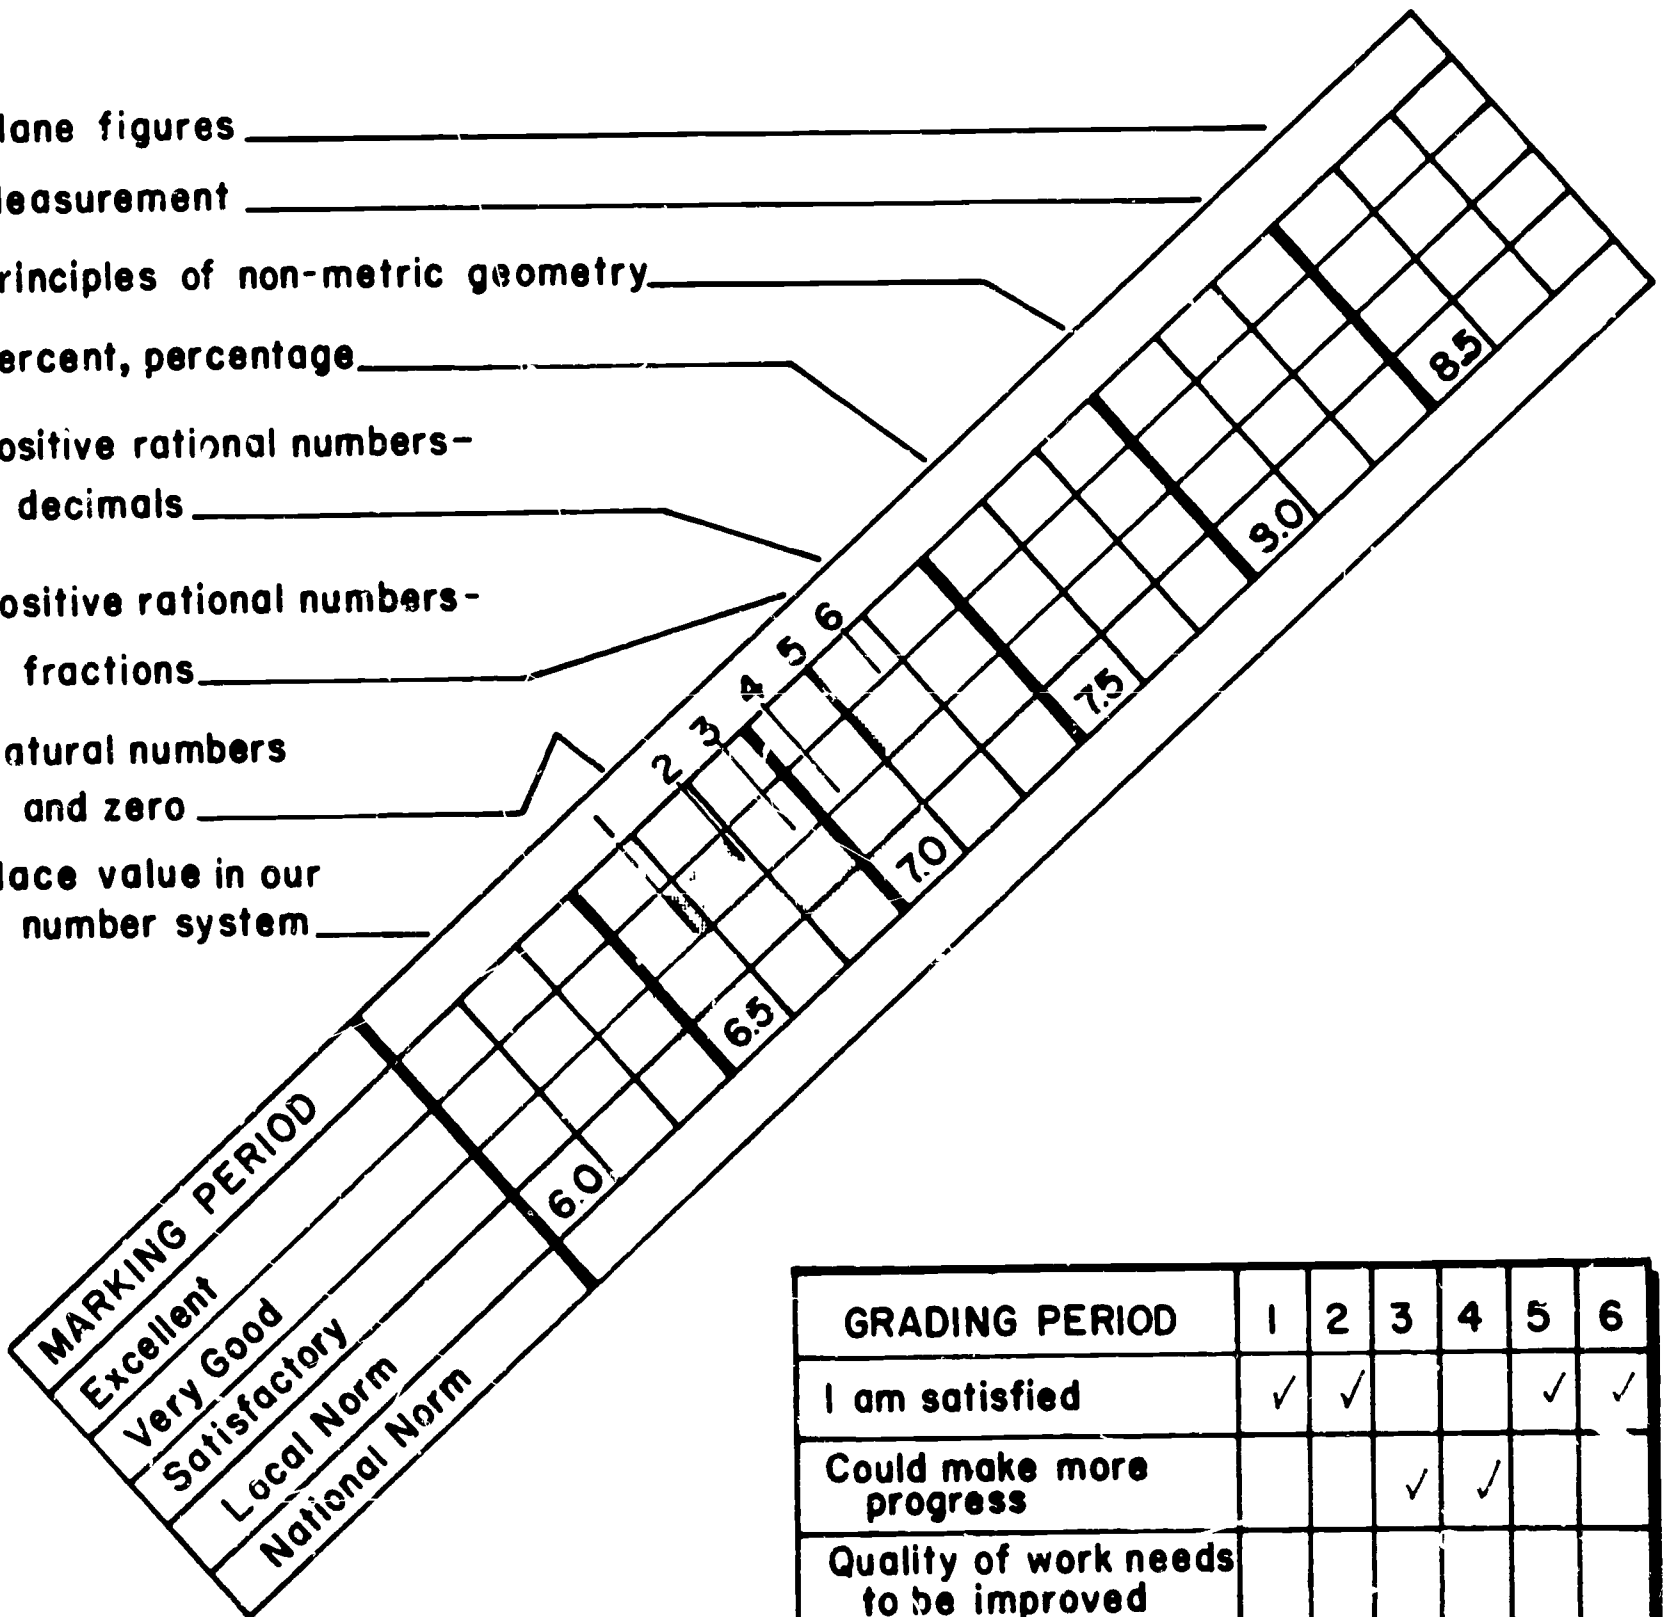 lane figures
leasurement
rinciples of non-metric geometry
ercent, percentage
ositive rational numbers-
decimals
ositive rational numbers-
fractions
atural numbers
and zero
lace value in our
number system
2 3 4 5 6
6.0 6.5 7.0 7.5 8.0 8.5
MARKING PERIOD
Excellent
Very Good
Satisfactory
Local Norm
National Norm
GRADING PERIOD 1 2 3 4 5 6
I am satisfied ✓ ✓ ✓ ✓
Could make more
progress ✓ ✓
Quality of work needs
to be improved